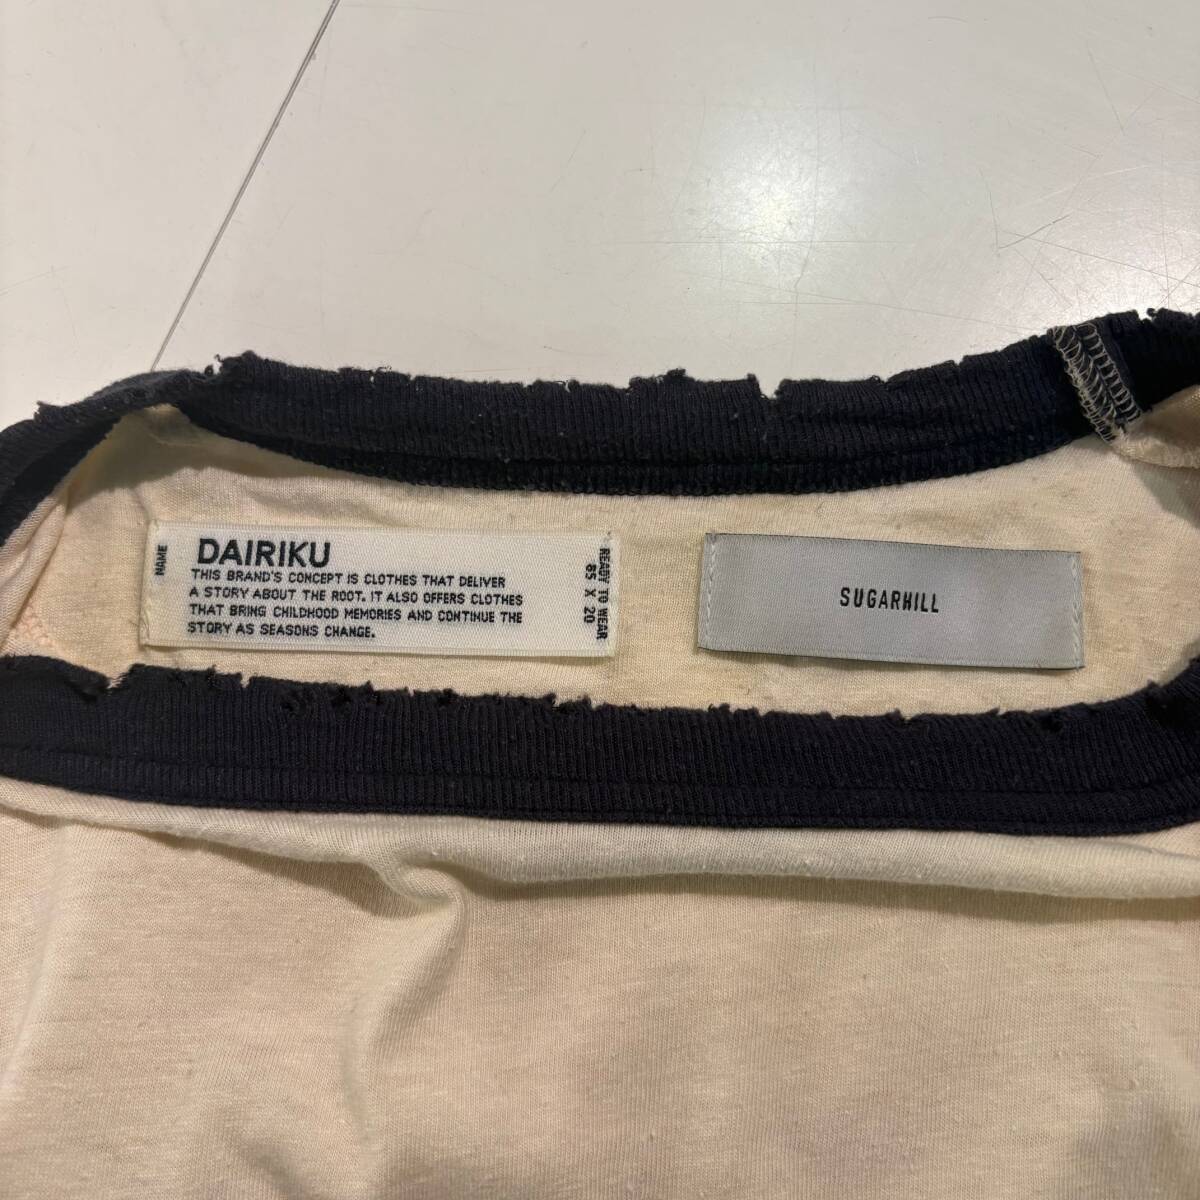 NAME
DAIRIKU
THIS BRAND'S CONCEPT IS CLOTHES THAT DELIVER
A STORY ABOUT THE ROOT. IT ALSO OFFERS CLOTHES
THAT BRING CHILDHOOD MEMORIES AND CONTINUE THE
STORY AS SEASONS CHANGE.
READY TO WEAR
65 X 20
SUGARHILL